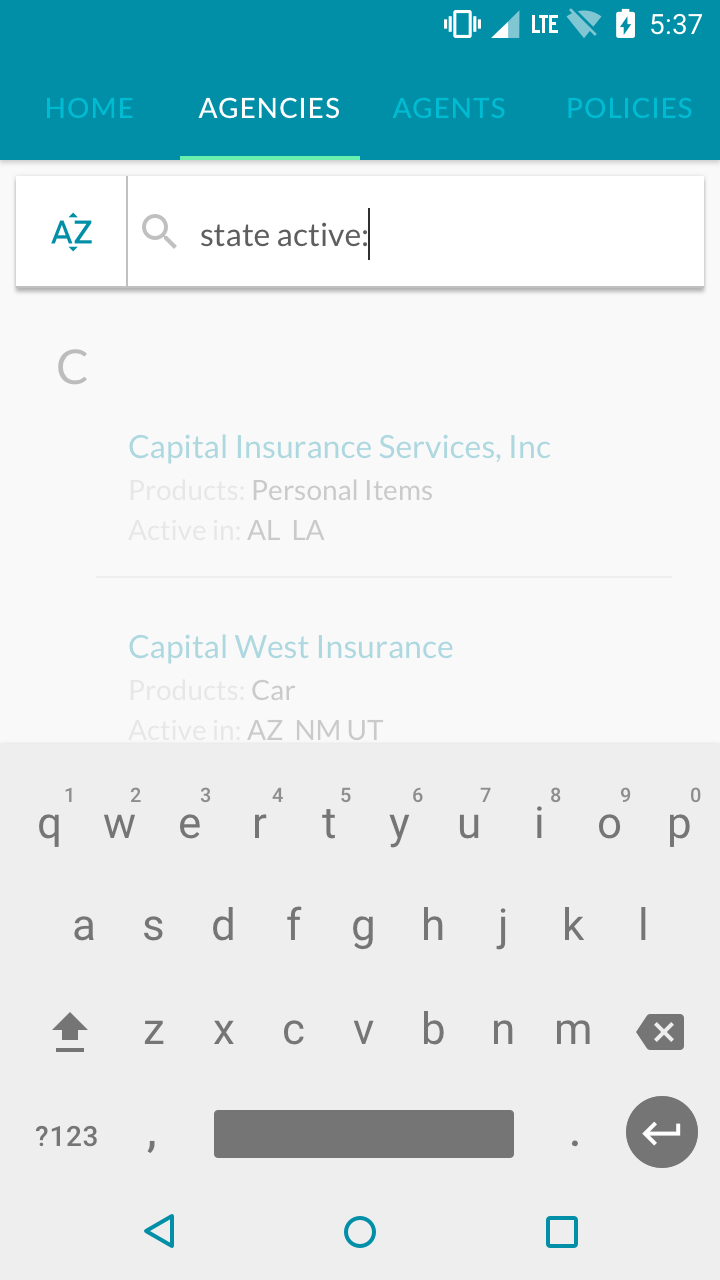 LTE 5:37
HOME AGENCIES AGENTS POLICIES
AZ state active:
C
Capital Insurance Services, Inc
Products: Personal Items
Active in: AL LA
Capital West Insurance
Products: Car
Active in: AZ NM UT
1 2 3 4 5 6 7 8 9 0
q w e r t y u i o p
a s d f g h j k l
z x c v b n m
?123 , .